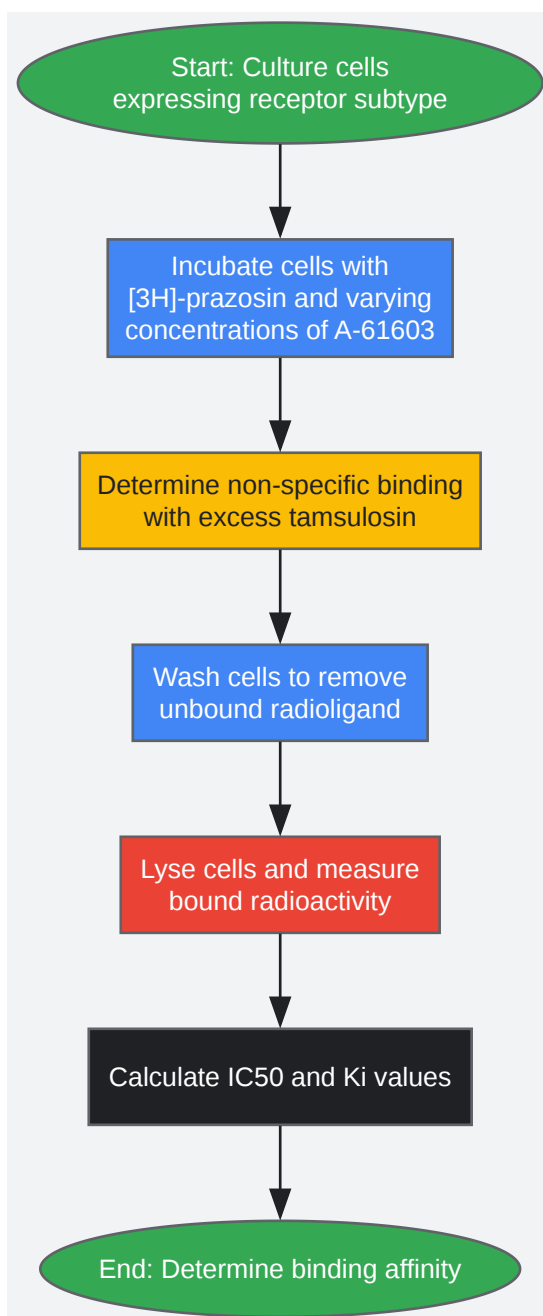 Start: Culture cells
expressing receptor subtype
Incubate cells with
[3H]-prazosin and varying
concentrations of A-61603
Determine non-specific binding
with excess tamsulosin
Wash cells to remove
unbound radioligand
Lyse cells and measure
bound radioactivity
Calculate IC50 and Ki values
End: Determine binding affinity